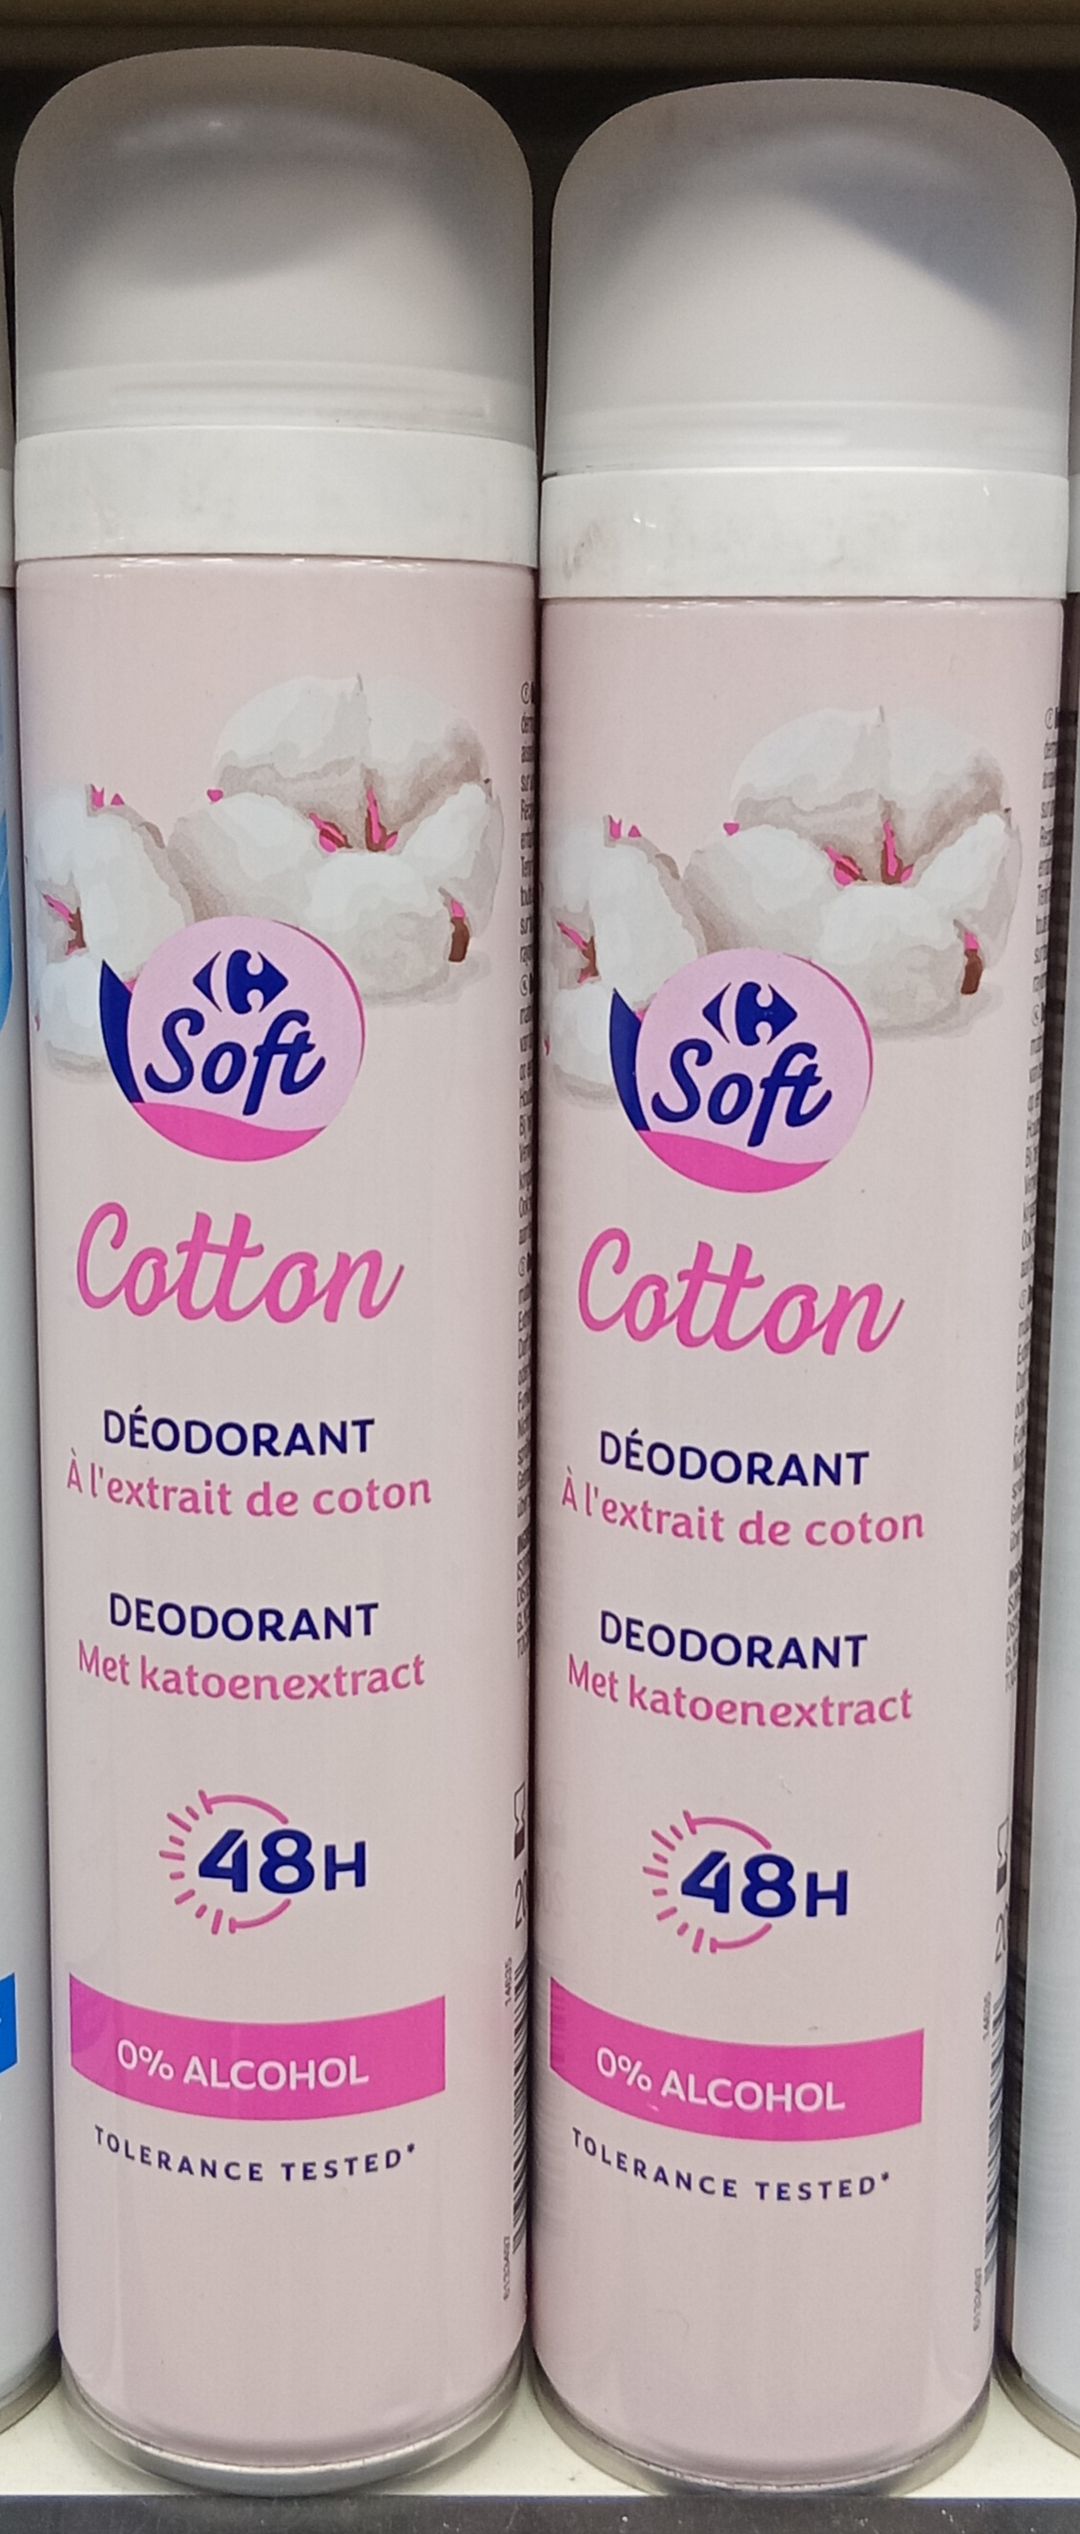 Soft
Cotton
DÉODORANT
À l'extrait de coton
DEODORANT
Met katoenextract
48H
0% ALCOHOL
TOLERANCE TESTED*
Soft
Cotton
DÉODORANT
À l'extrait de coton
DEODORANT
Met katoenextract
48H
0% ALCOHOL
TOLERANCE TESTED*